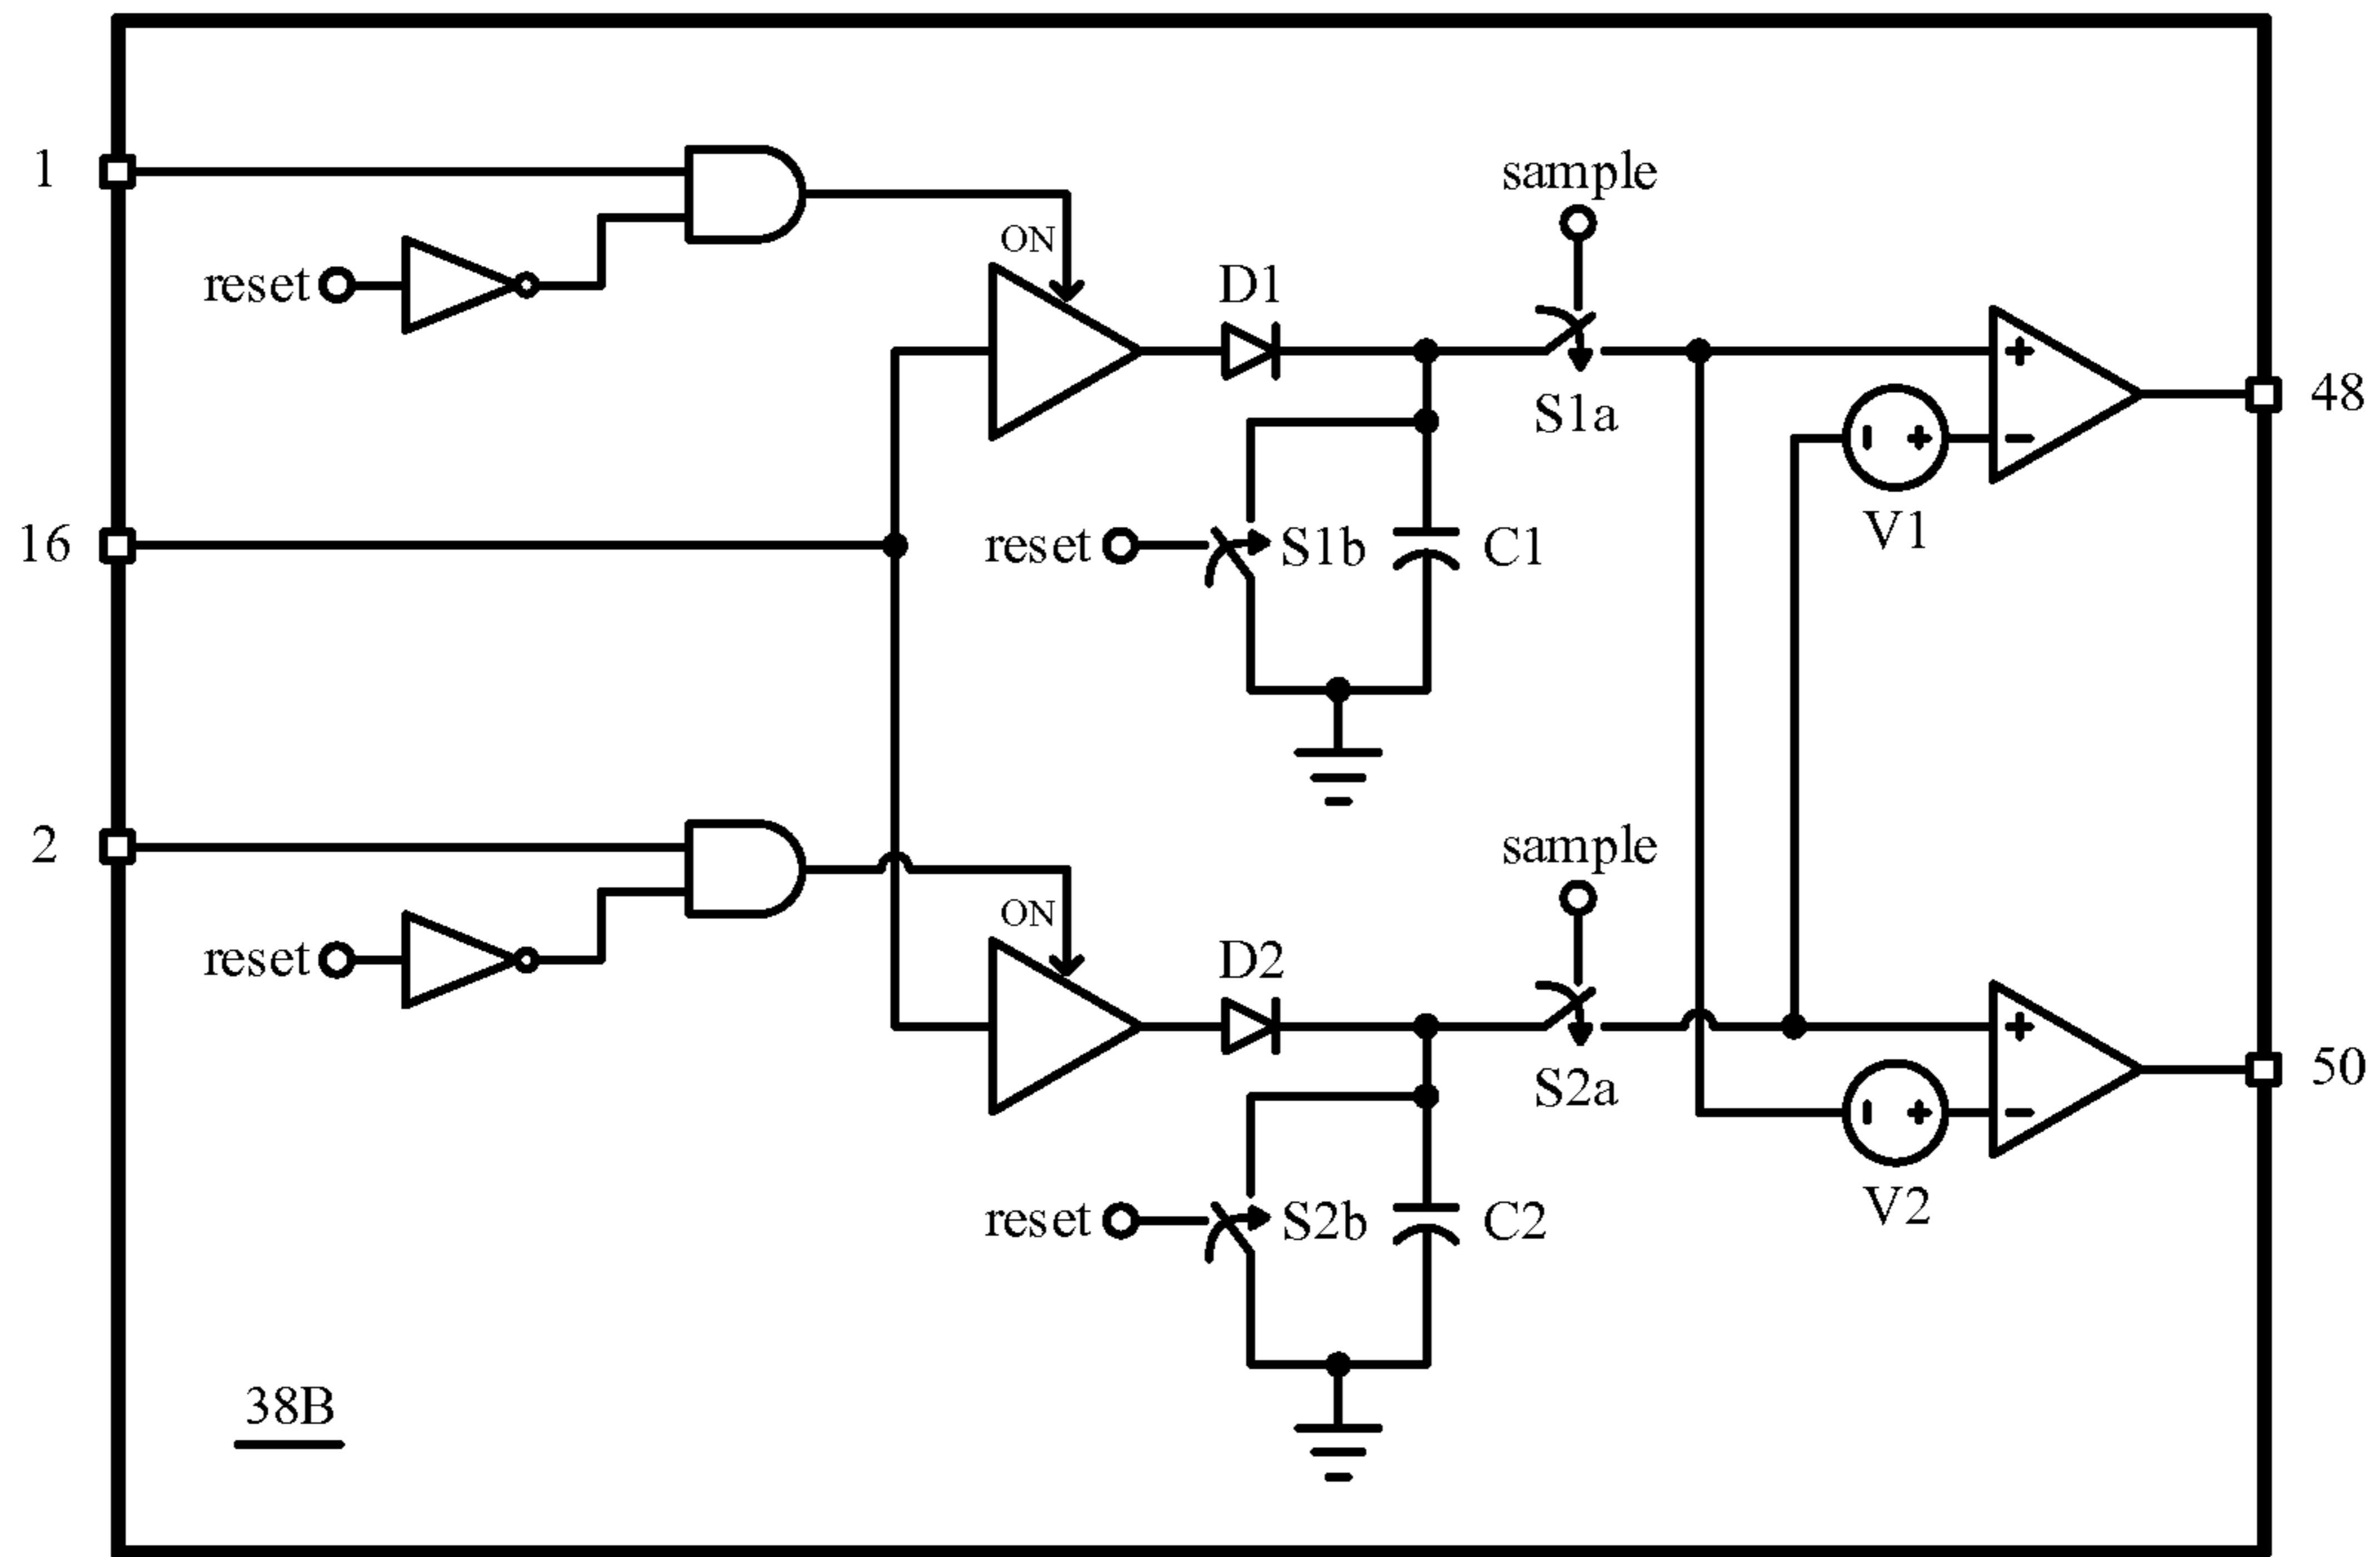 1
sample
ON
reset
D1
48
S1a
V1
16
reset
S1b
C1
2
sample
ON
reset
D2
50
S2a
V2
reset
S2b
C2
38B